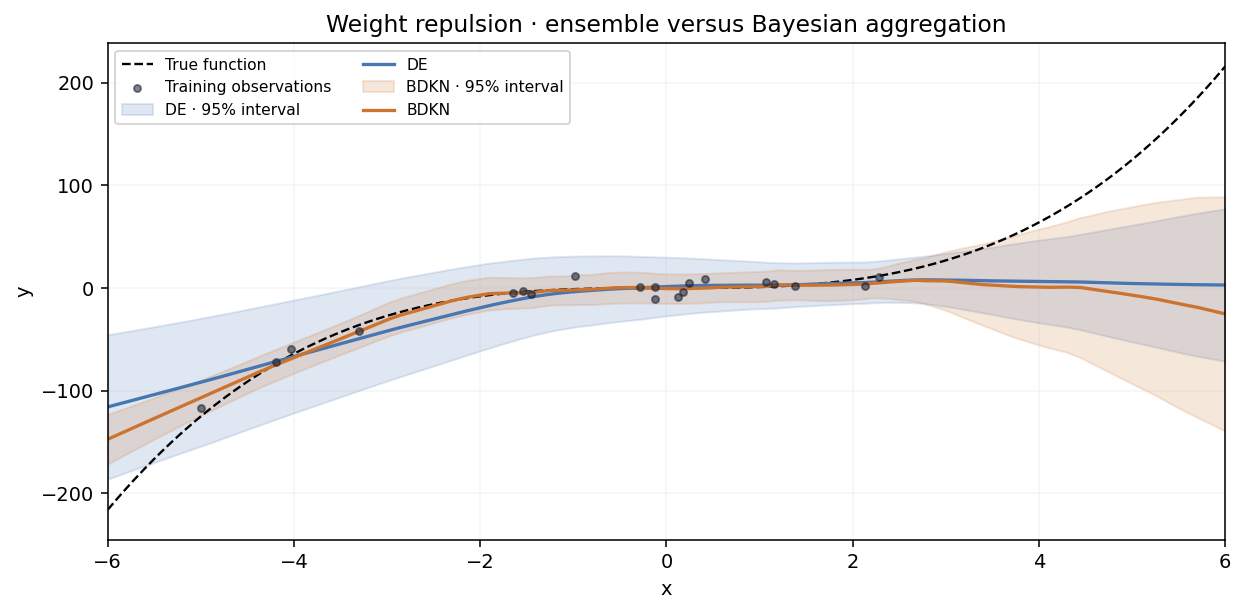 Weight repulsion · ensemble versus Bayesian aggregation
True function
Training observations
DE · 95% interval
DE
BDKN · 95% interval
BDKN
200
100
0
−100
−200
y
−6
−4
−2
0
2
4
6
x